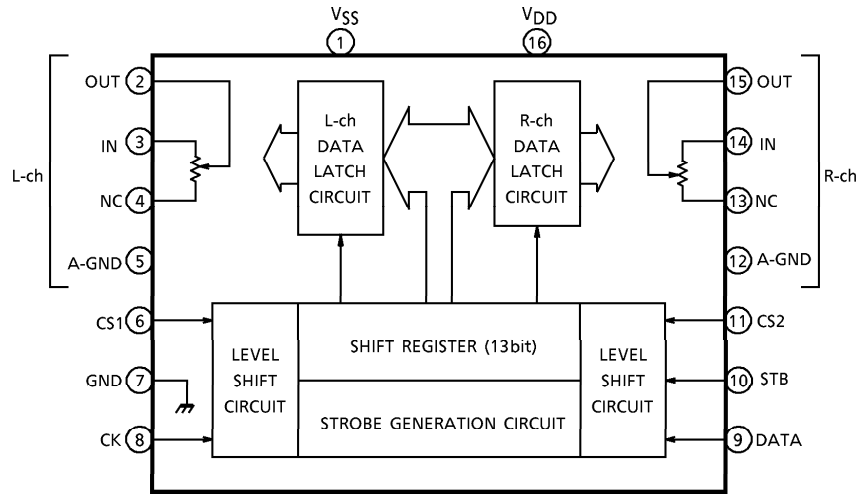 VSS
1
VDD
16
L-ch
OUT 2
IN 3
NC 4
A-GND 5
CS1 6
GND 7
CK 8
L-ch
DATA
LATCH
CIRCUIT
R-ch
DATA
LATCH
CIRCUIT
15 OUT
14 IN
13 NC
12 A-GND
R-ch
11 CS2
10 STB
9 DATA
LEVEL
SHIFT
CIRCUIT
SHIFT REGISTER (13bit)
STROBE GENERATION CIRCUIT
LEVEL
SHIFT
CIRCUIT